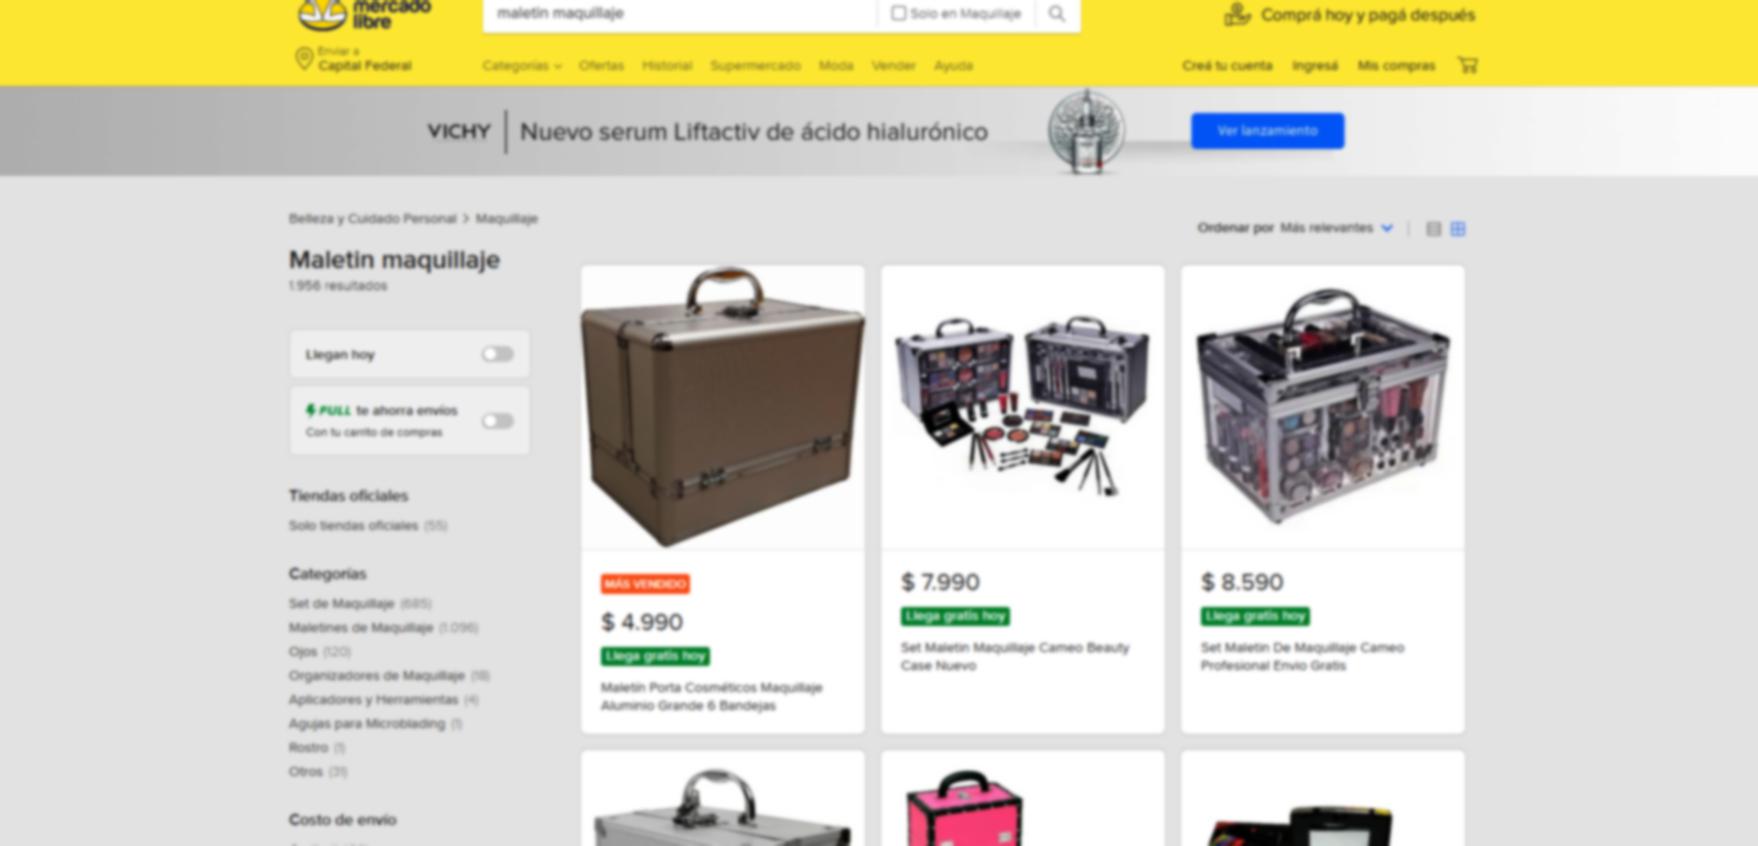 mercado
libre
maletin maquillaje
Solo en Maquillaje
Comprá hoy y pagá después
Enviar a
Capital Federal
Categorías
Ofertas
Historial
Supermercado
Moda
Vender
Ayuda
Creá tu cuenta
Ingresá
Mis compras
VICHY
Nuevo serum Liftactiv de ácido hialurónico
Ver lanzamiento
Belleza y Cuidado Personal > Maquillaje
Ordenar por Más relevantes
Maletin maquillaje
1.956 resultados
Llegan hoy
FULL te ahorra envíos
Con tu carrito de compras
Tiendas oficiales
Solo tiendas oficiales (55)
Categorías
Set de Maquillaje (685)
Maletines de Maquillaje (1.096)
Ojos (120)
Organizadores de Maquillaje (18)
Aplicadores y Herramientas (4)
Agujas para Microblading (1)
Rostro (1)
Otros (31)
Costo de envío
MÁS VENDIDO
$ 4.990
Llega gratis hoy
Maletín Porta Cosméticos Maquillaje
Aluminio Grande 6 Bandejas
$ 7.990
Llega gratis hoy
Set Maletin Maquillaje Cameo Beauty
Case Nuevo
$ 8.590
Llega gratis hoy
Set Maletin De Maquillaje Cameo
Profesional Envio Gratis